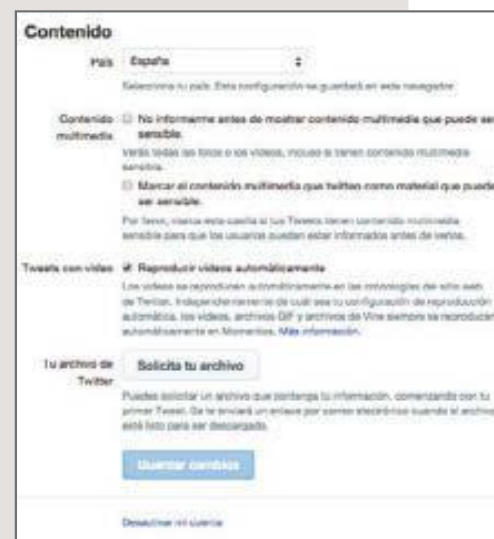 Contenido
País España
Selecciona tu país. Esta configuración se guardará en este navegador.
Contenido multimedia
No informarme antes de mostrar contenido multimedia que puede ser
sensible.
Verás todas las fotos o los videos, incluso si tienen contenido multimedia
sensible.
Marcar el contenido multimedia que twitteo como material que puede
ser sensible.
Por favor, marca esta casilla si tus Tweets tienen contenido multimedia
sensible para que los usuarios puedan estar informados antes de verlos.
Tweets con video Reproducir videos automáticamente
Los videos se reproducen automáticamente en las cronologías del sitio web
de Twitter. Independientemente de cuál sea tu configuración de reproducción
automática, los videos, archivos GIF y archivos de Vine siempre se reproducen
automáticamente en Momentos. Más información.
Tu archivo de Twitter
Solicita tu archivo
Puedes solicitar un archivo que contenga tu información, comenzando con tu
primer Tweet. Se te enviará un enlace por correo electrónico cuando el archivo
esté listo para ser descargado.
Guardar cambios
Desactivar mi cuenta